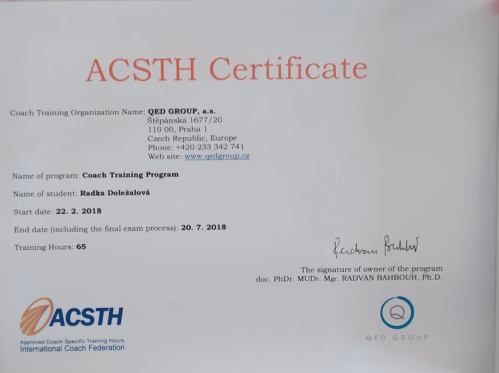 ACSTH Certificate
Coach Training Organization Name: QED GROUP, a.s.
Štěpánská 1677/20
110 00, Praha 1
Czech Republic, Europe
Phone: +420 233 342 741
Web site: www.qedgroup.cz
Name of program: Coach Training Program
Name of student: Radka Doležalová
Start date: 22. 2. 2018
End date (including the final exam process): 20. 7. 2018
Training Hours: 65
Radvan Bahbouh
The signature of owner of the program
doc. PhDr. MUDr. Mgr. RADVAN BAHBOUH, Ph.D.
ACSTH
Approved Coach Specific Training Hours
International Coach Federation
QED GROUP